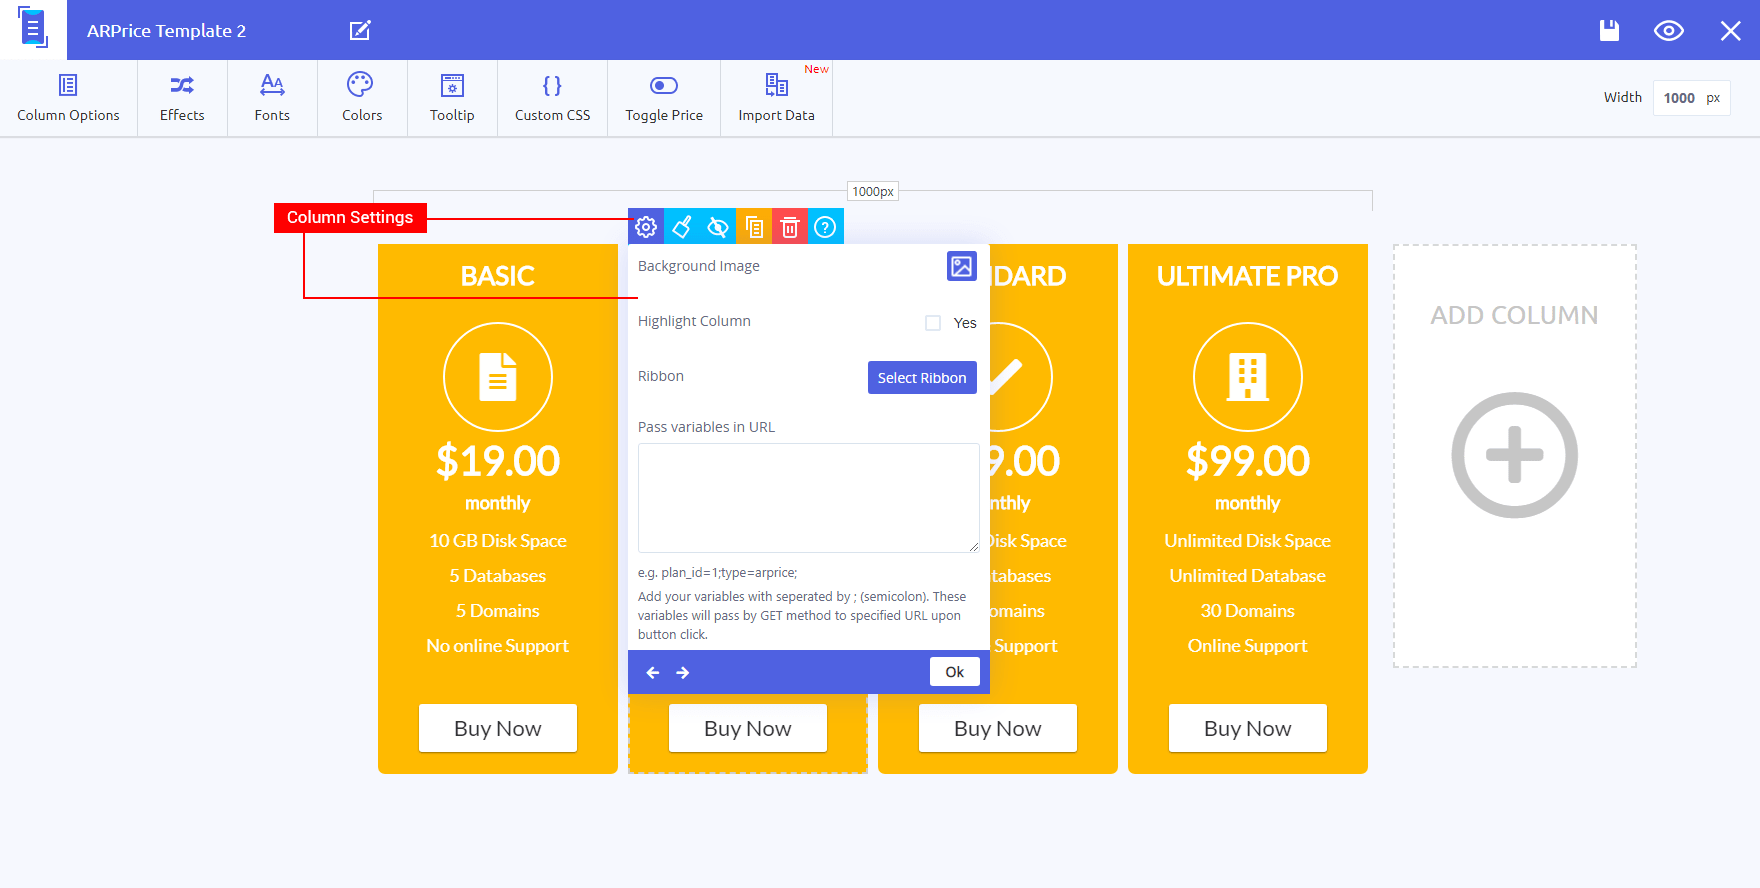 ARPrice Template 2
New
Column Options
Effects
Fonts
Colors
Tooltip
Custom CSS
Toggle Price
Import Data
Width
1000 px
1000px
Column Settings
BASIC
$19.00
monthly
10 GB Disk Space
5 Databases
5 Domains
No online Support
Buy Now
Background Image
Highlight Column
Yes
Ribbon
Select Ribbon
Pass variables in URL
e.g. plan_id=1;type=arprice;
Add your variables with seperated by ; (semicolon). These
variables will pass by GET method to specified URL upon
button click.
Ok
Buy Now
NDARD
9.00
nthly
Disk Space
tabases
omains
Support
Buy Now
ULTIMATE PRO
$99.00
monthly
Unlimited Disk Space
Unlimited Database
30 Domains
Online Support
Buy Now
ADD COLUMN